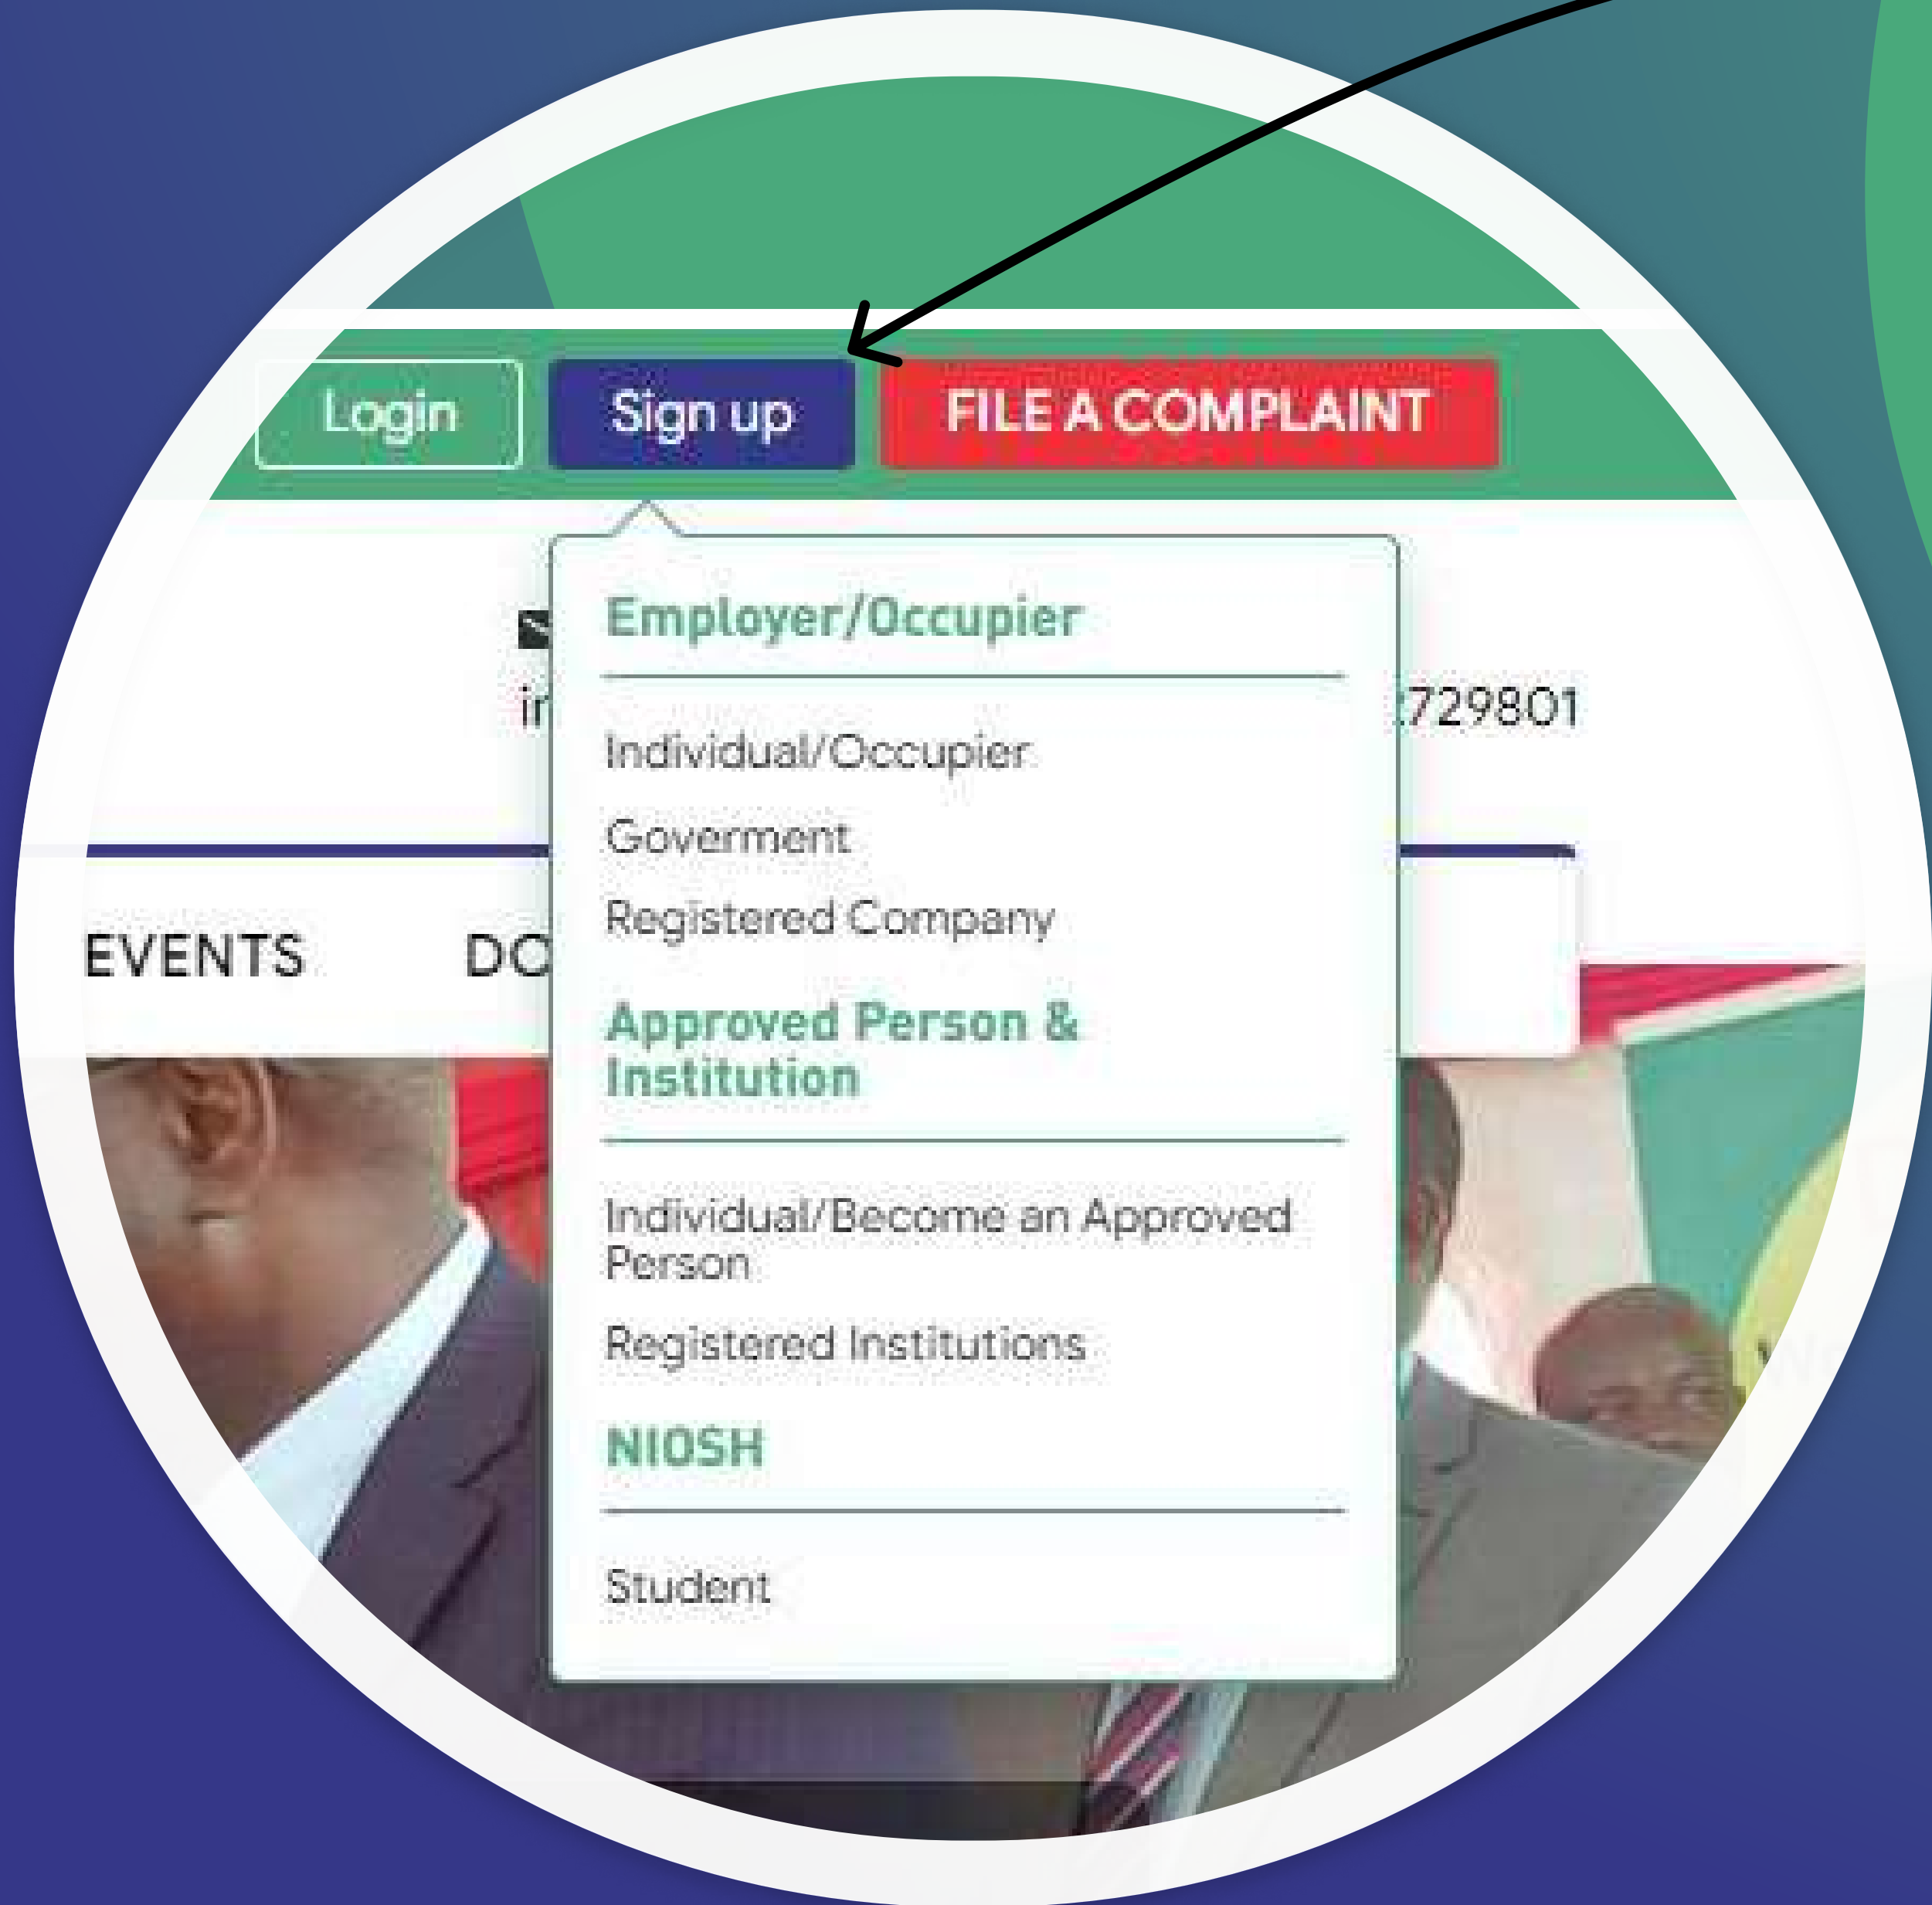 Login Sign up FILE A COMPLAINT
Employer/Occupier
729801
Individual/Occupier
Goverment
Registered Company
EVENTS
Approved Person &
Institution
Individual/Become an Approved
Person
Registered Institutions
NIOSH
Student